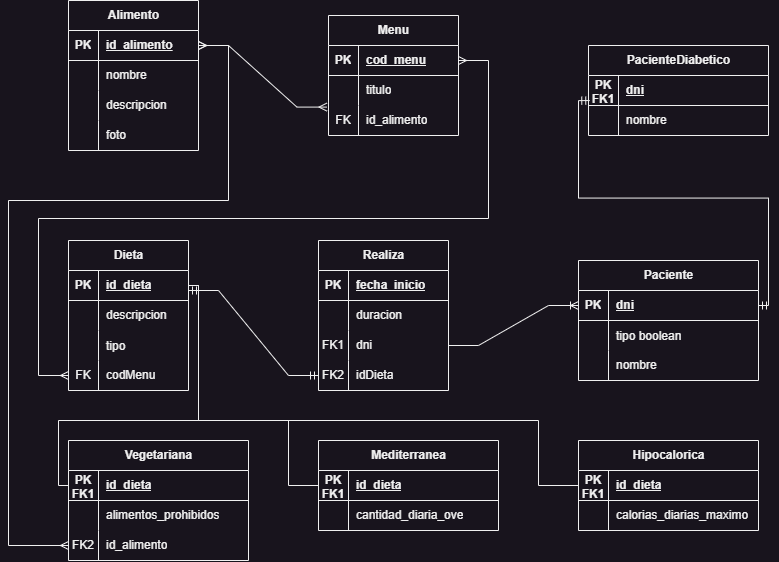 Alimento
PK id_alimento
nombre
descripcion
foto
Menu
PK cod_menu
titulo
FK id_alimento
PacienteDiabetico
PK
FK1
dni
nombre
Dieta
PK id_dieta
descripcion
tipo
FK codMenu
Realiza
PK fecha_inicio
duracion
FK1 dni
FK2 idDieta
Paciente
PK dni
tipo boolean
nombre
Vegetariana
PK
FK1
id_dieta
alimentos_prohibidos
FK2 id_alimento
Mediterranea
PK
FK1
id_dieta
cantidad_diaria_ove
Hipocalorica
PK
FK1
id_dieta
calorias_diarias_maximo